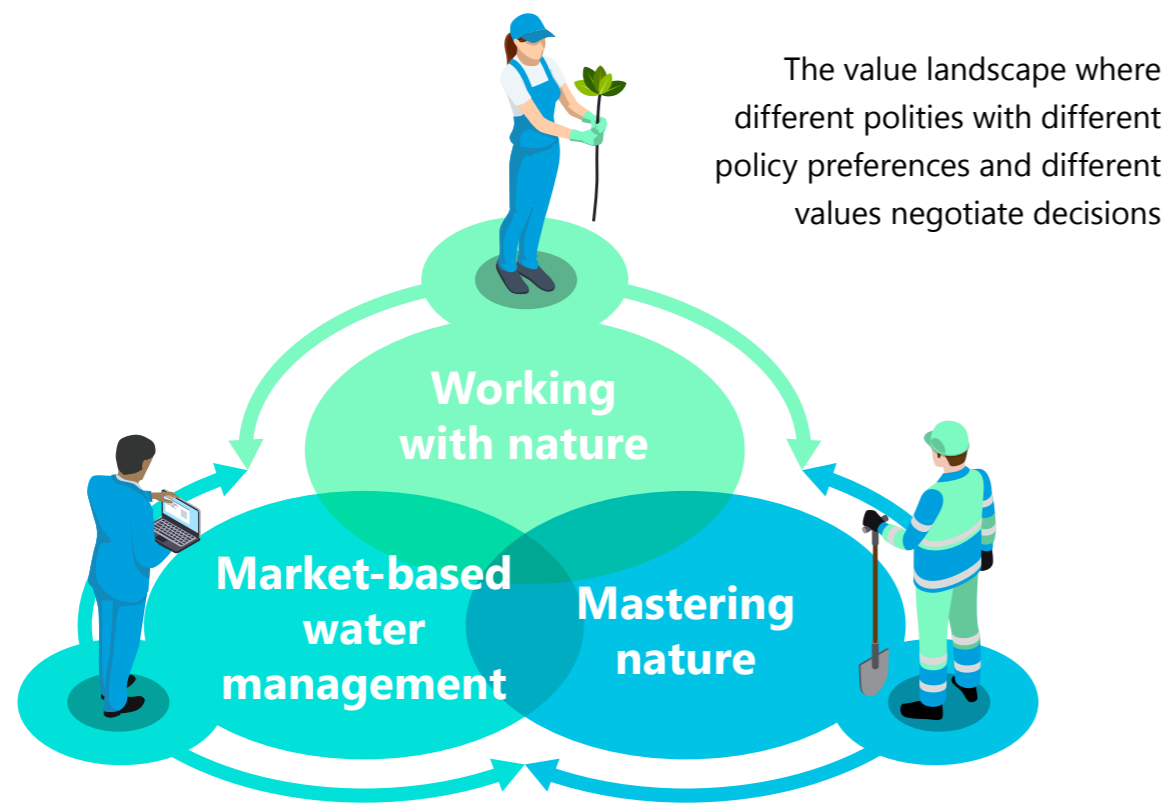 The value landscape where
different polities with different
policy preferences and different
values negotiate decisions
Working
with nature
Market-based
water
management
Mastering
nature